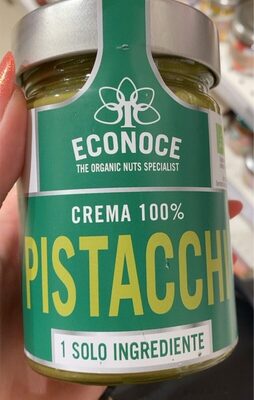 ECONOCE
THE ORGANIC NUTS SPECIALIST
CREMA 100%
PISTACCHI
1 SOLO INGREDIENTE